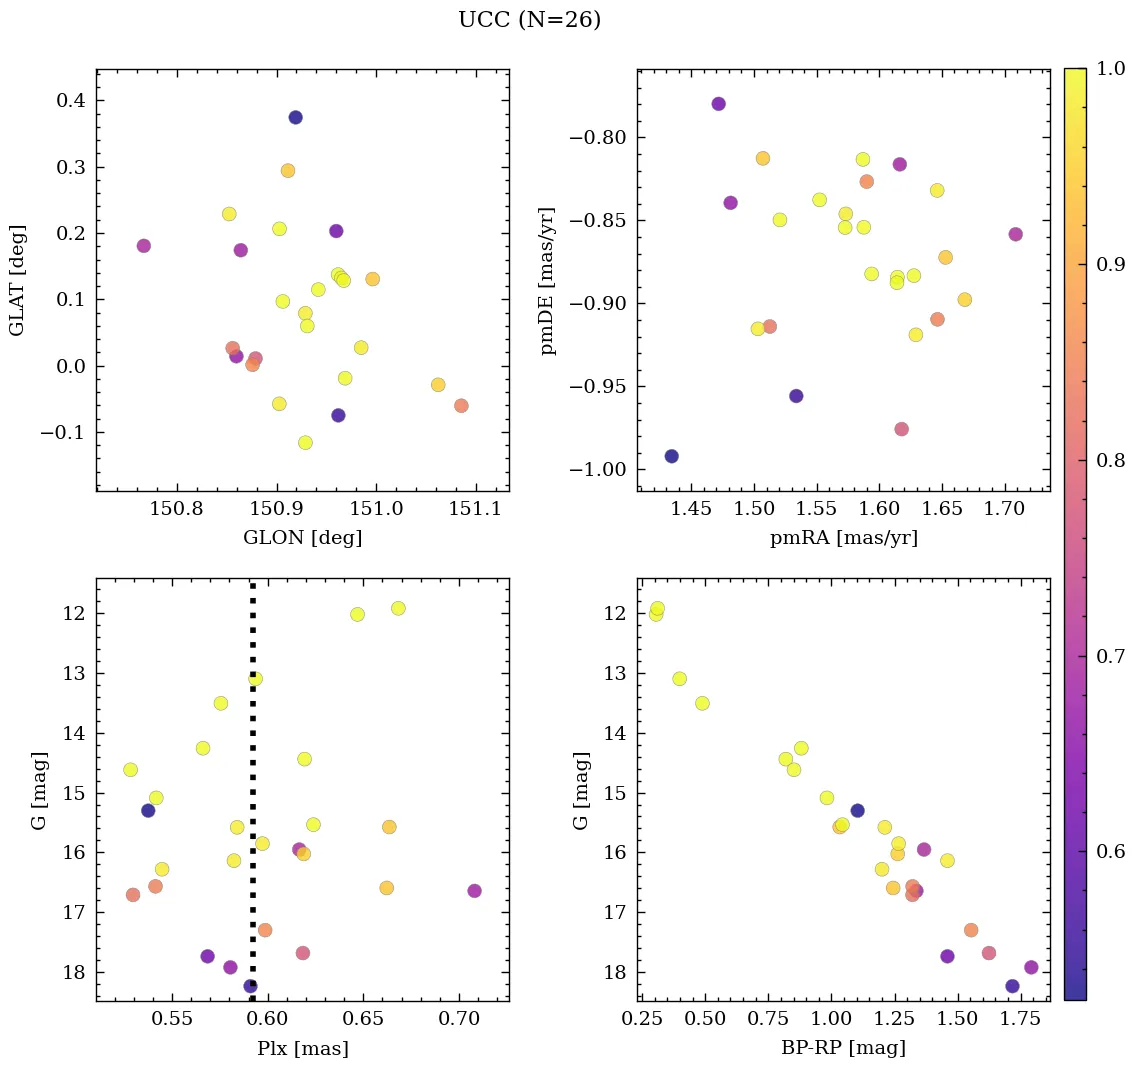 UCC (N=26)
0.4
0.3
0.2
0.1
0.0
−0.1
GLAT [deg]
150.8 150.9 151.0 151.1
GLON [deg]
−0.80
−0.85
−0.90
−0.95
−1.00
pmDE [mas/yr]
1.45 1.50 1.55 1.60 1.65 1.70
pmRA [mas/yr]
1.0
0.9
0.8
0.7
0.6
12
13
14
15
16
17
18
G [mag]
0.55 0.60 0.65 0.70
Plx [mas]
12
13
14
15
16
17
18
G [mag]
0.25 0.50 0.75 1.00 1.25 1.50 1.75
BP-RP [mag]